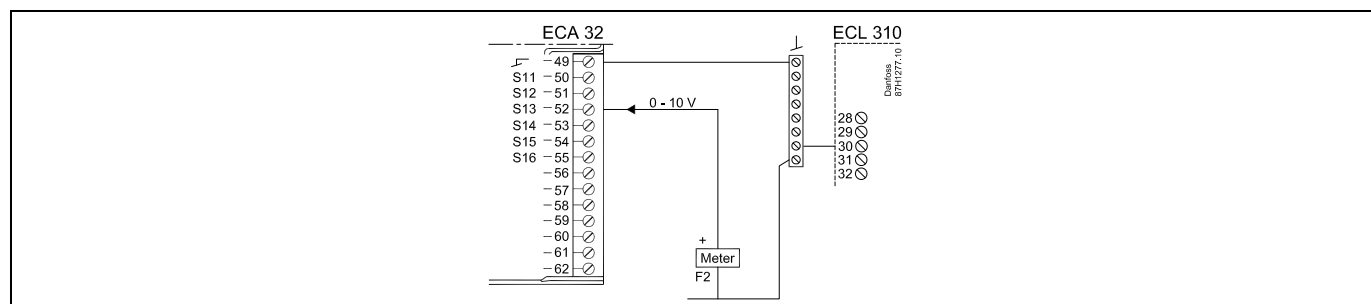 ECA 32
ECL 310
49
S11 - 50
S12 - 51
S13 - 52
S14 - 53
S15 - 54
S16 - 55
- 56
- 57
- 58
- 59
- 60
- 61
- 62
0 - 10 V
+
Meter
F2
Danfoss
87H1277.10
28
29
30
31
32